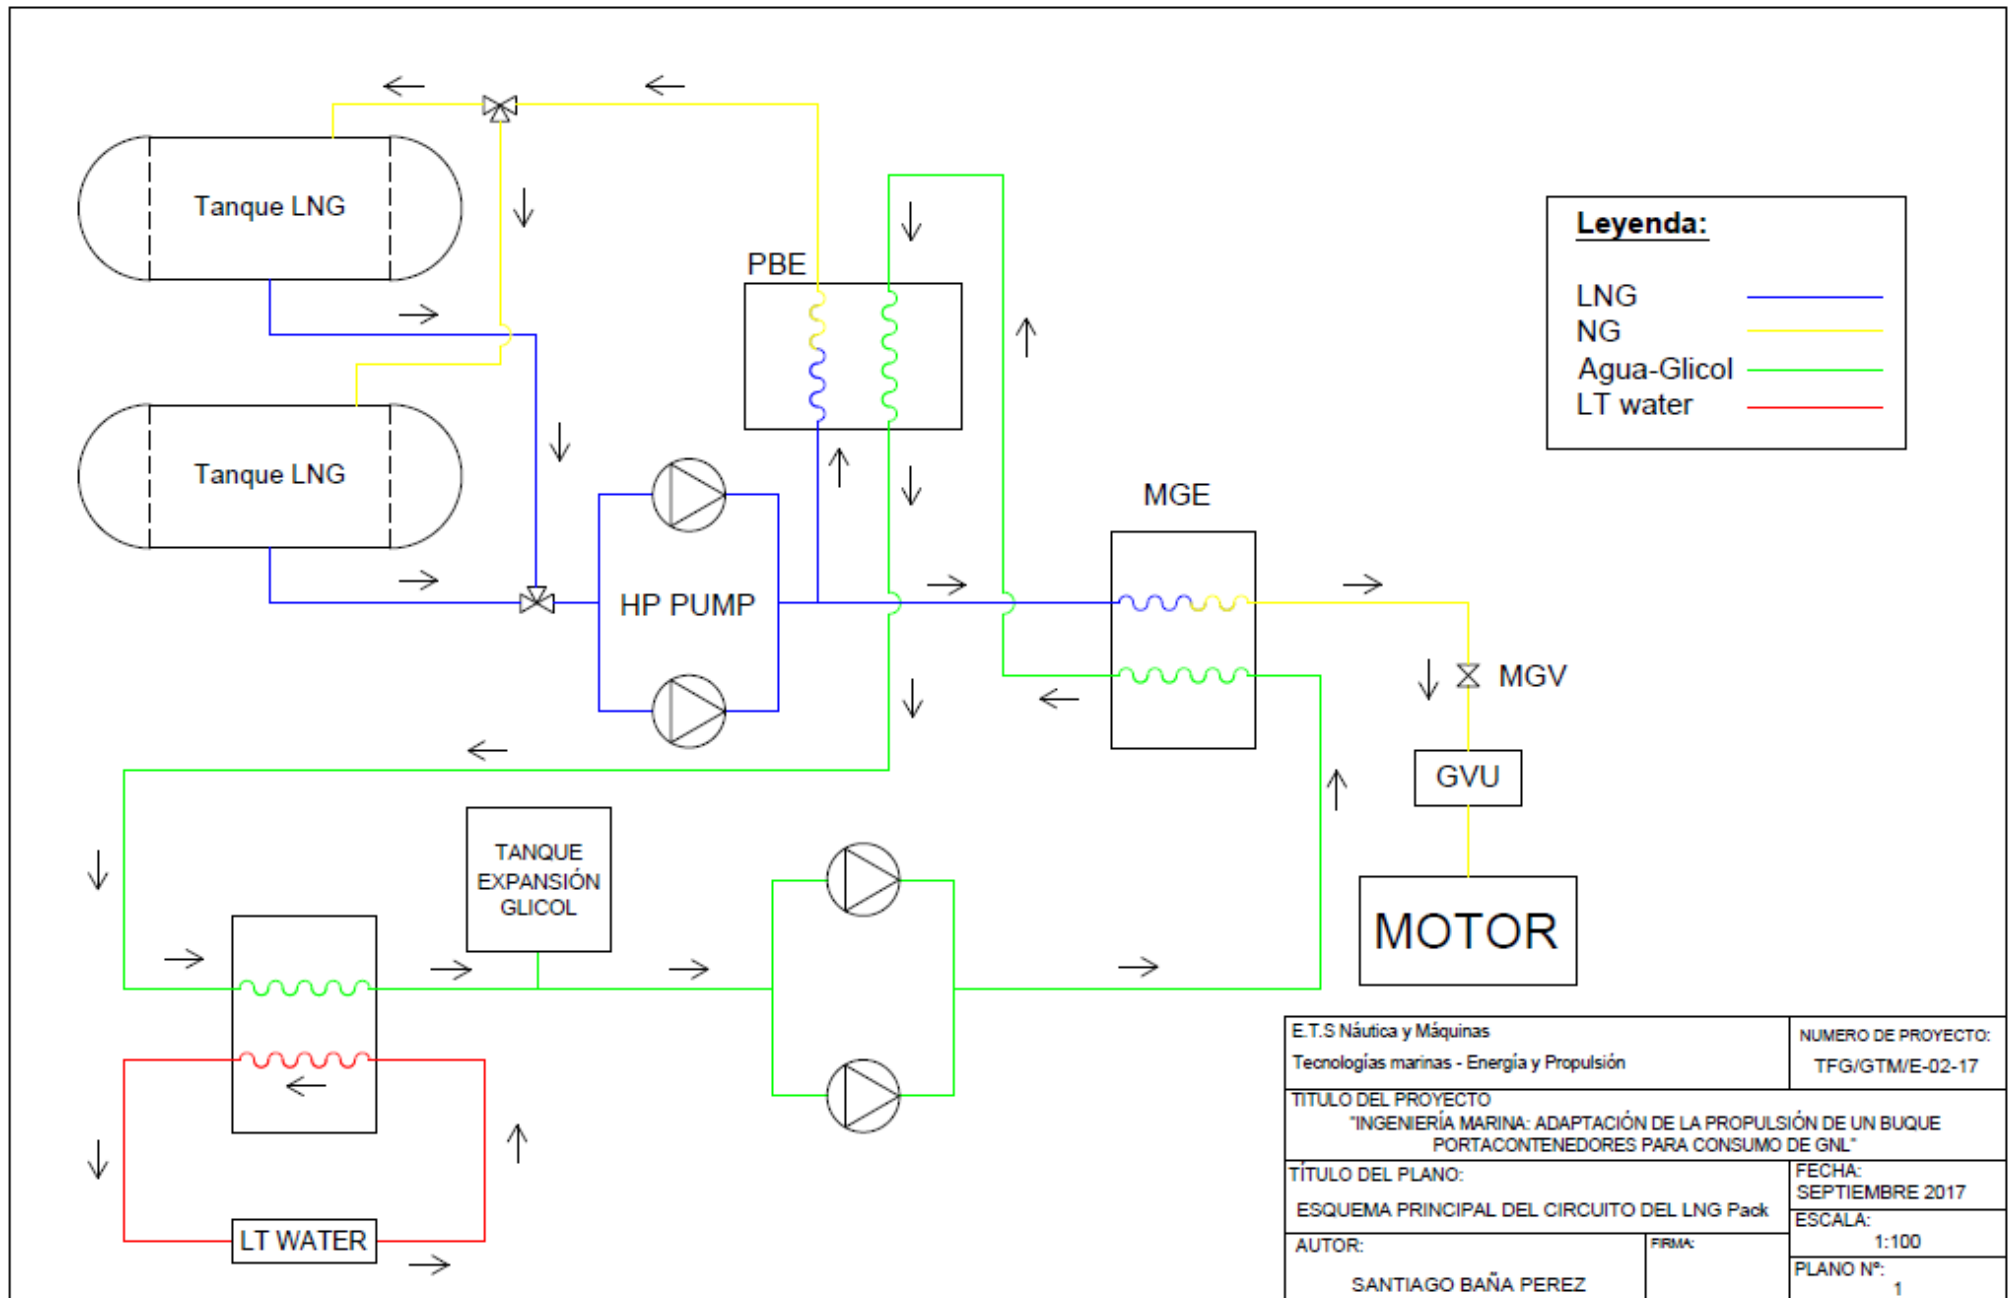 Tanque LNG
PBE
Leyenda:
LNG
NG
Agua-Glicol
LT water
Tanque LNG
MGE
HP PUMP
MGV
GVU
TANQUE
EXPANSIÓN
GLICOL
MOTOR
LT WATER
E.T.S Náutica y Máquinas
Tecnologías marinas - Energía y Propulsión
NUMERO DE PROYECTO:
TFG/GTM/E-02-17
TITULO DEL PROYECTO
"INGENIERÍA MARINA: ADAPTACIÓN DE LA PROPULSIÓN DE UN BUQUE
PORTACONTENEDORES PARA CONSUMO DE GNL"
TÍTULO DEL PLANO:
ESQUEMA PRINCIPAL DEL CIRCUITO DEL LNG Pack
FECHA:
SEPTIEMBRE 2017
ESCALA:
1:100
AUTOR:
SANTIAGO BAÑA PEREZ
FIRMA:
PLANO Nº:
1